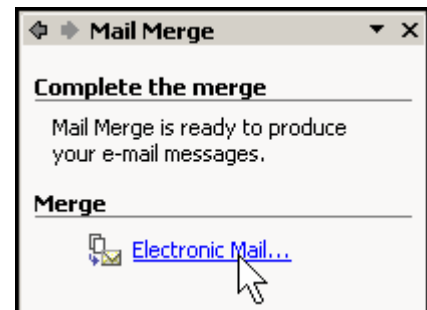 Mail Merge
Complete the merge
Mail Merge is ready to produce
your e-mail messages.
Merge
Electronic Mail...